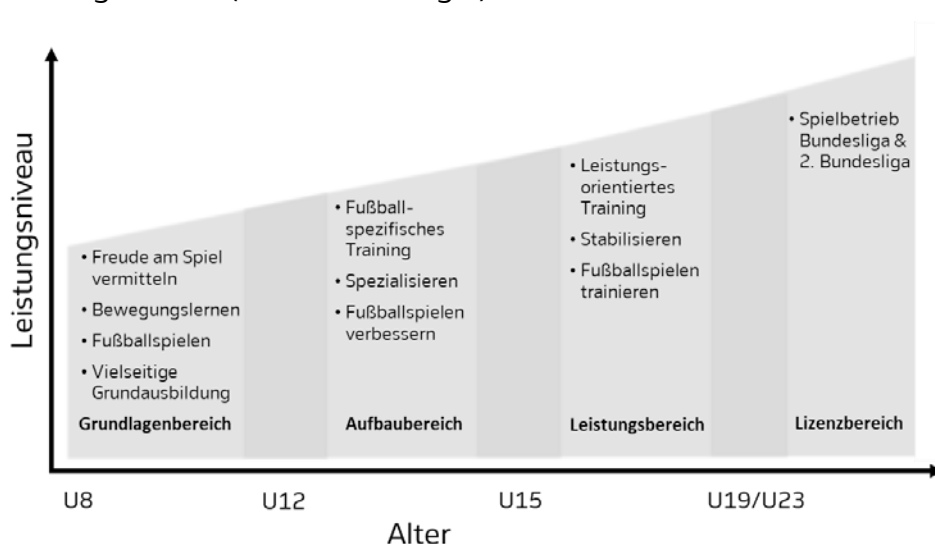 Leistungsniveau
• Freude am Spiel
vermitteln
• Bewegungslernen
• Fußballspielen
• Vielseitige
Grundausbildung
Grundlagenbereich
• Fußball-
spezifisches
Training
• Spezialisieren
• Fußballspielen
verbessern
Aufbaubereich
• Leistungs-
orientiertes
Training
• Stabilisieren
• Fußballspielen
trainieren
Leistungsbereich
• Spielbetrieb
Bundesliga &
2. Bundesliga
Lizenzbereich
U8
U12
U15
U19/U23
Alter